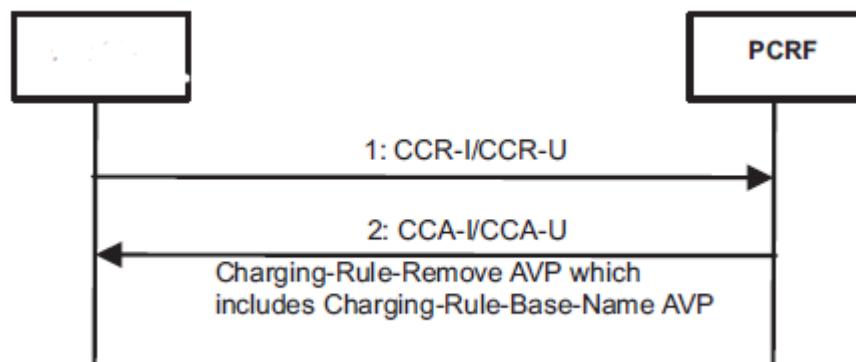 PCRF
1: CCR-I/CCR-U
2: CCA-I/CCA-U
Charging-Rule-Remove AVP which
includes Charging-Rule-Base-Name AVP